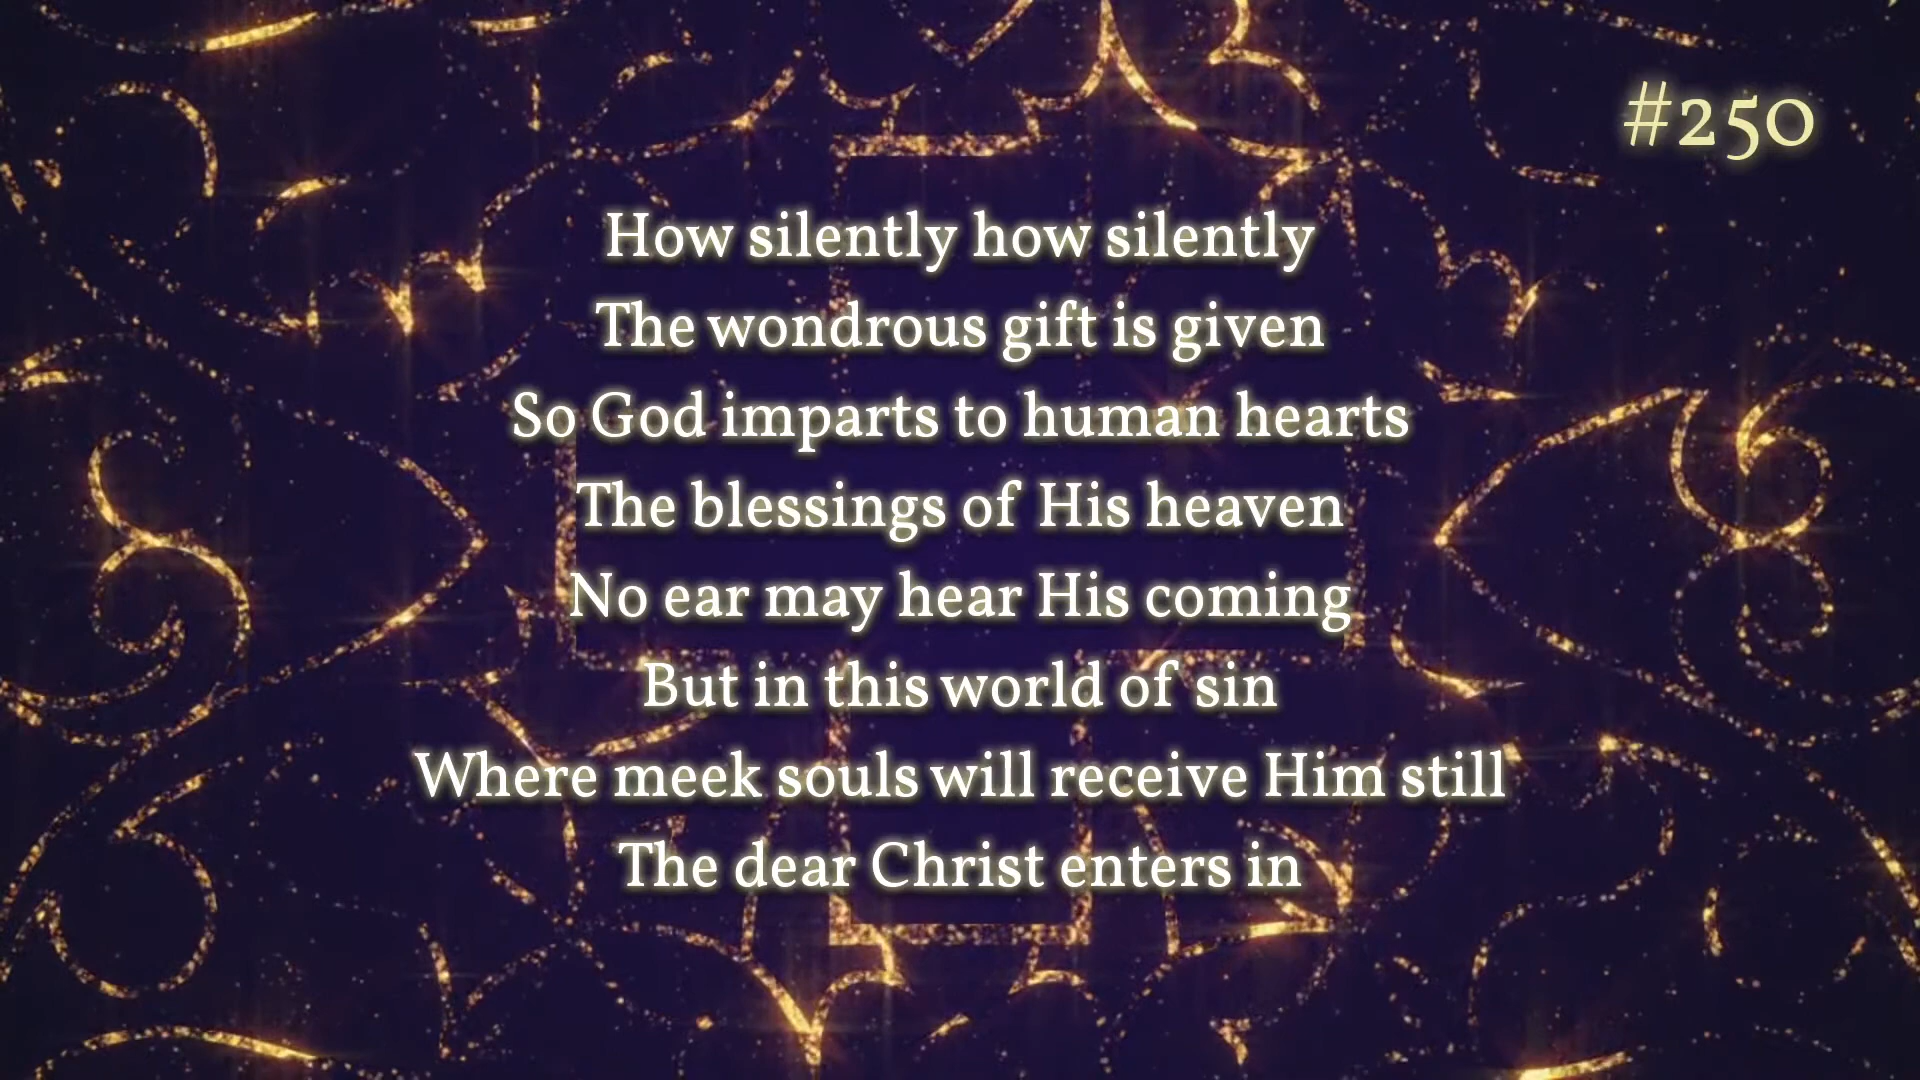 #250
How silently how silently
The wondrous gift is given
So God imparts to human hearts
The blessings of His heaven
No ear may hear His coming
But in this world of sin
Where meek souls will receive Him still
The dear Christ enters in